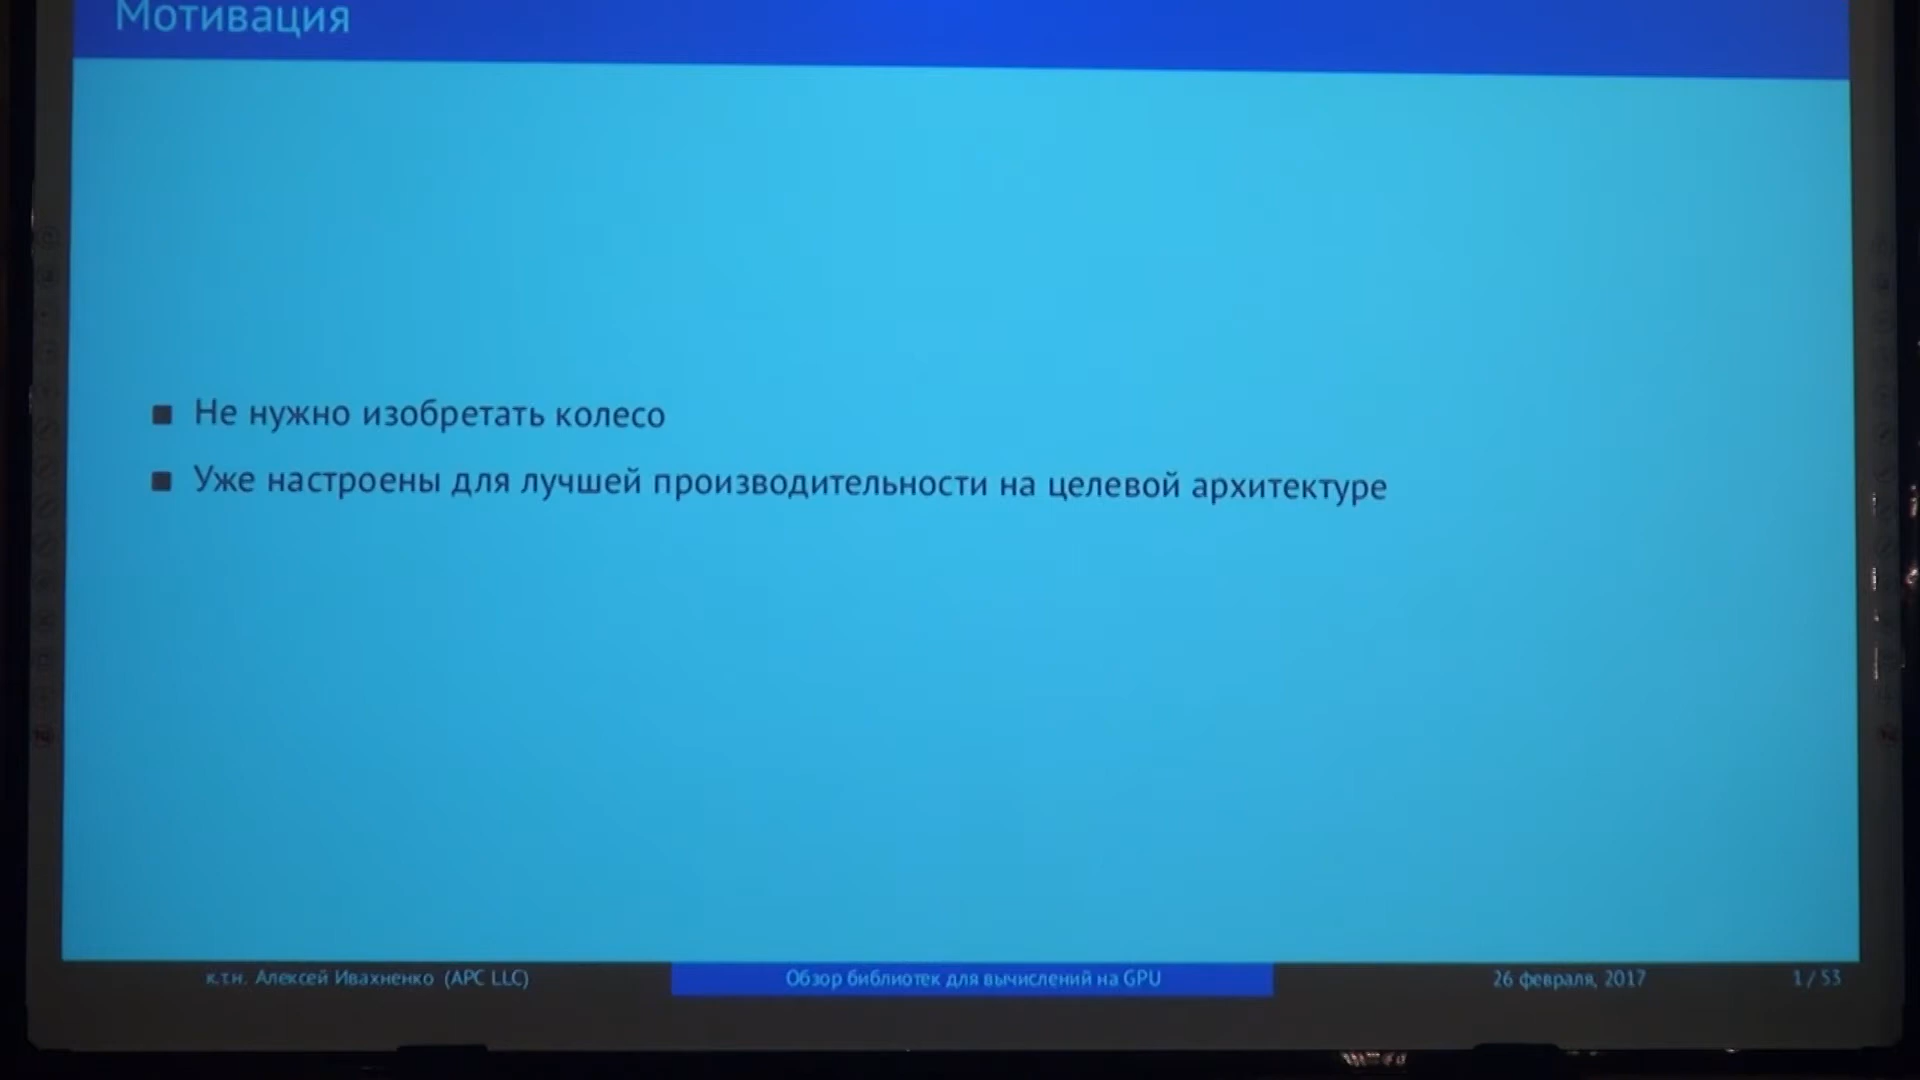 Мотивация
Не нужно изобретать колесо
Уже настроены для лучшей производительности на целевой архитектуре
к.т.н. Алексей Ивахненко (APC LLC)
Обзор библиотек для вычислений на GPU
26 февраля, 2017
1 / 53